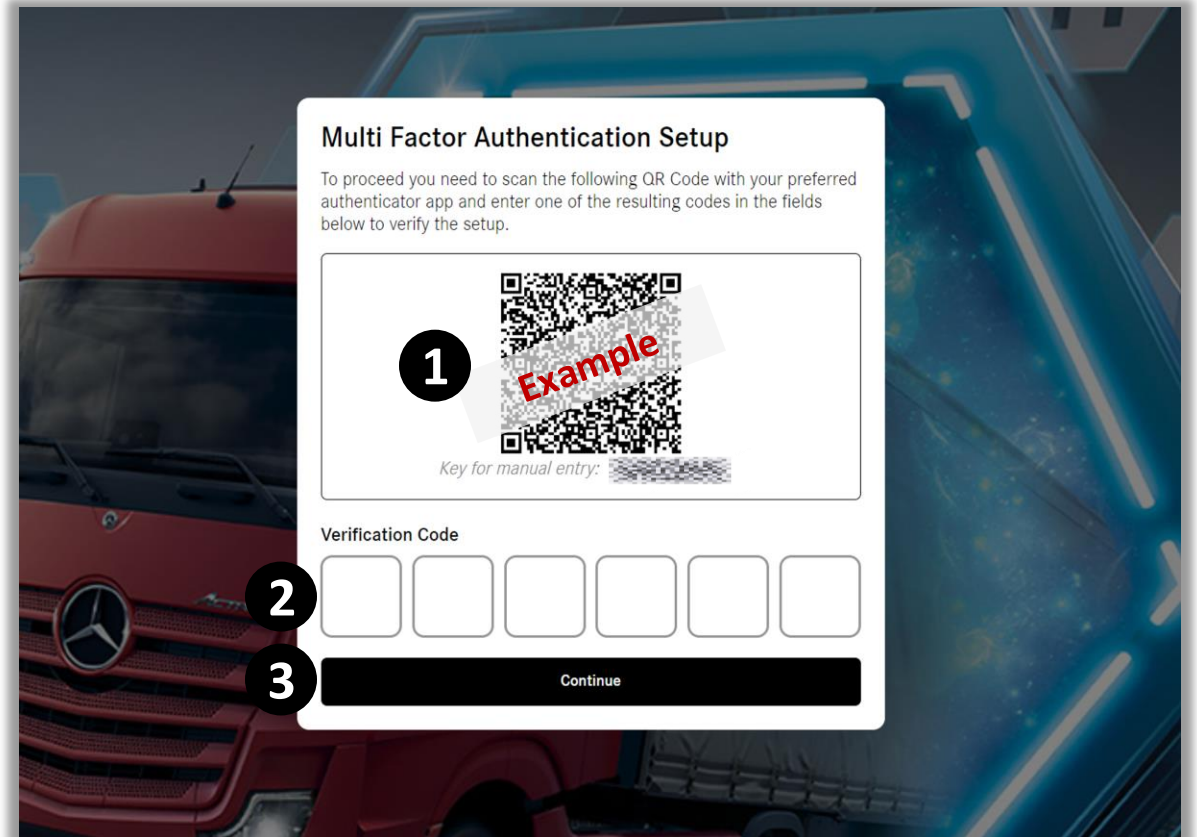 Multi Factor Authentication Setup
To proceed you need to scan the following QR Code with your preferred
authenticator app and enter one of the resulting codes in the fields
below to verify the setup.
1
Example
Key for manual entry:
Verification Code
2
3
Continue